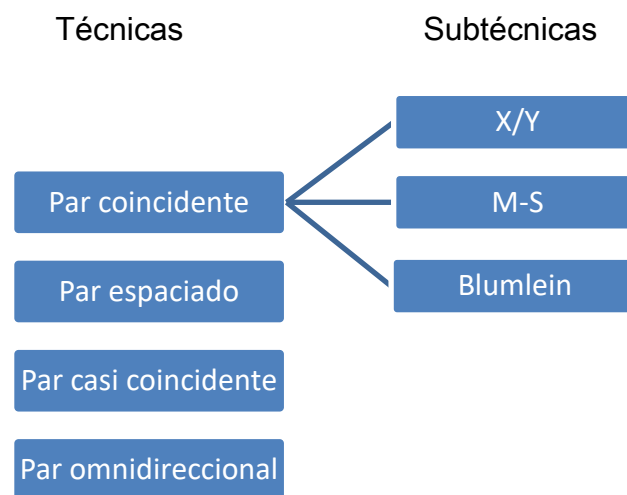 Técnicas
Subtécnicas
X/Y
Par coincidente
M-S
Par espaciado
Blumlein
Par casi coincidente
Par omnidireccional